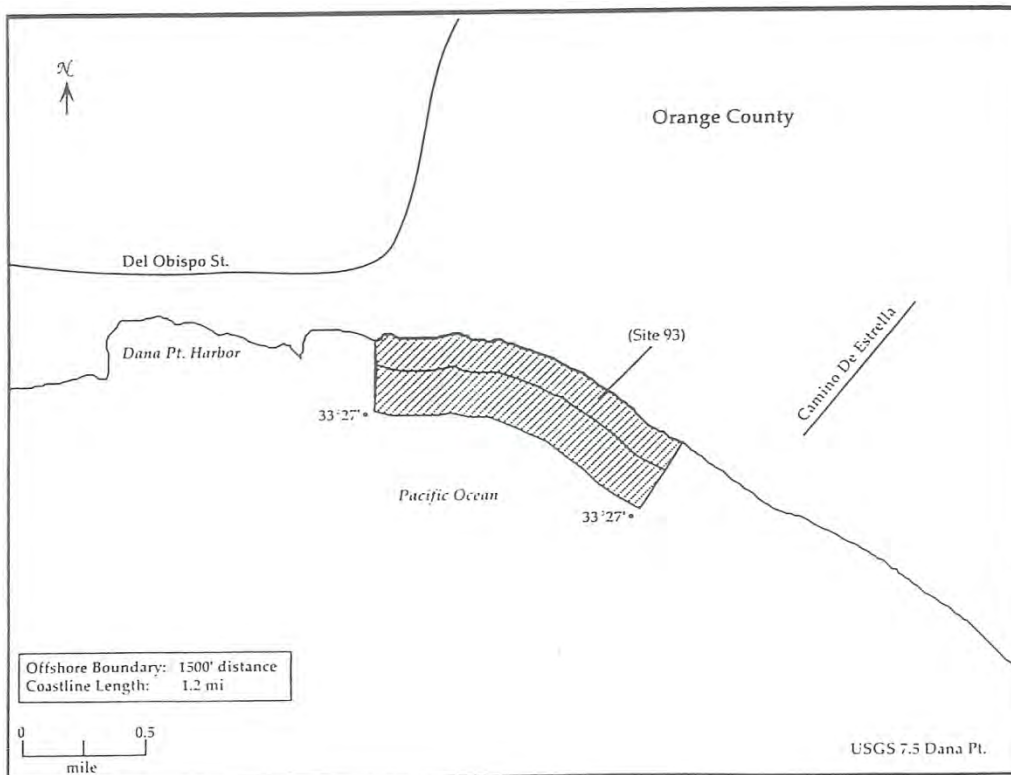 N
Orange County
Del Obispo St.
(Site 93)
Dana Pt. Harbor
Camino De Estrella
33°27'
Pacific Ocean
33°27'
Offshore Boundary: 1500' distance
Coastline Length: 1.2 mi
0 0.5
mile
USGS 7.5 Dana Pt.